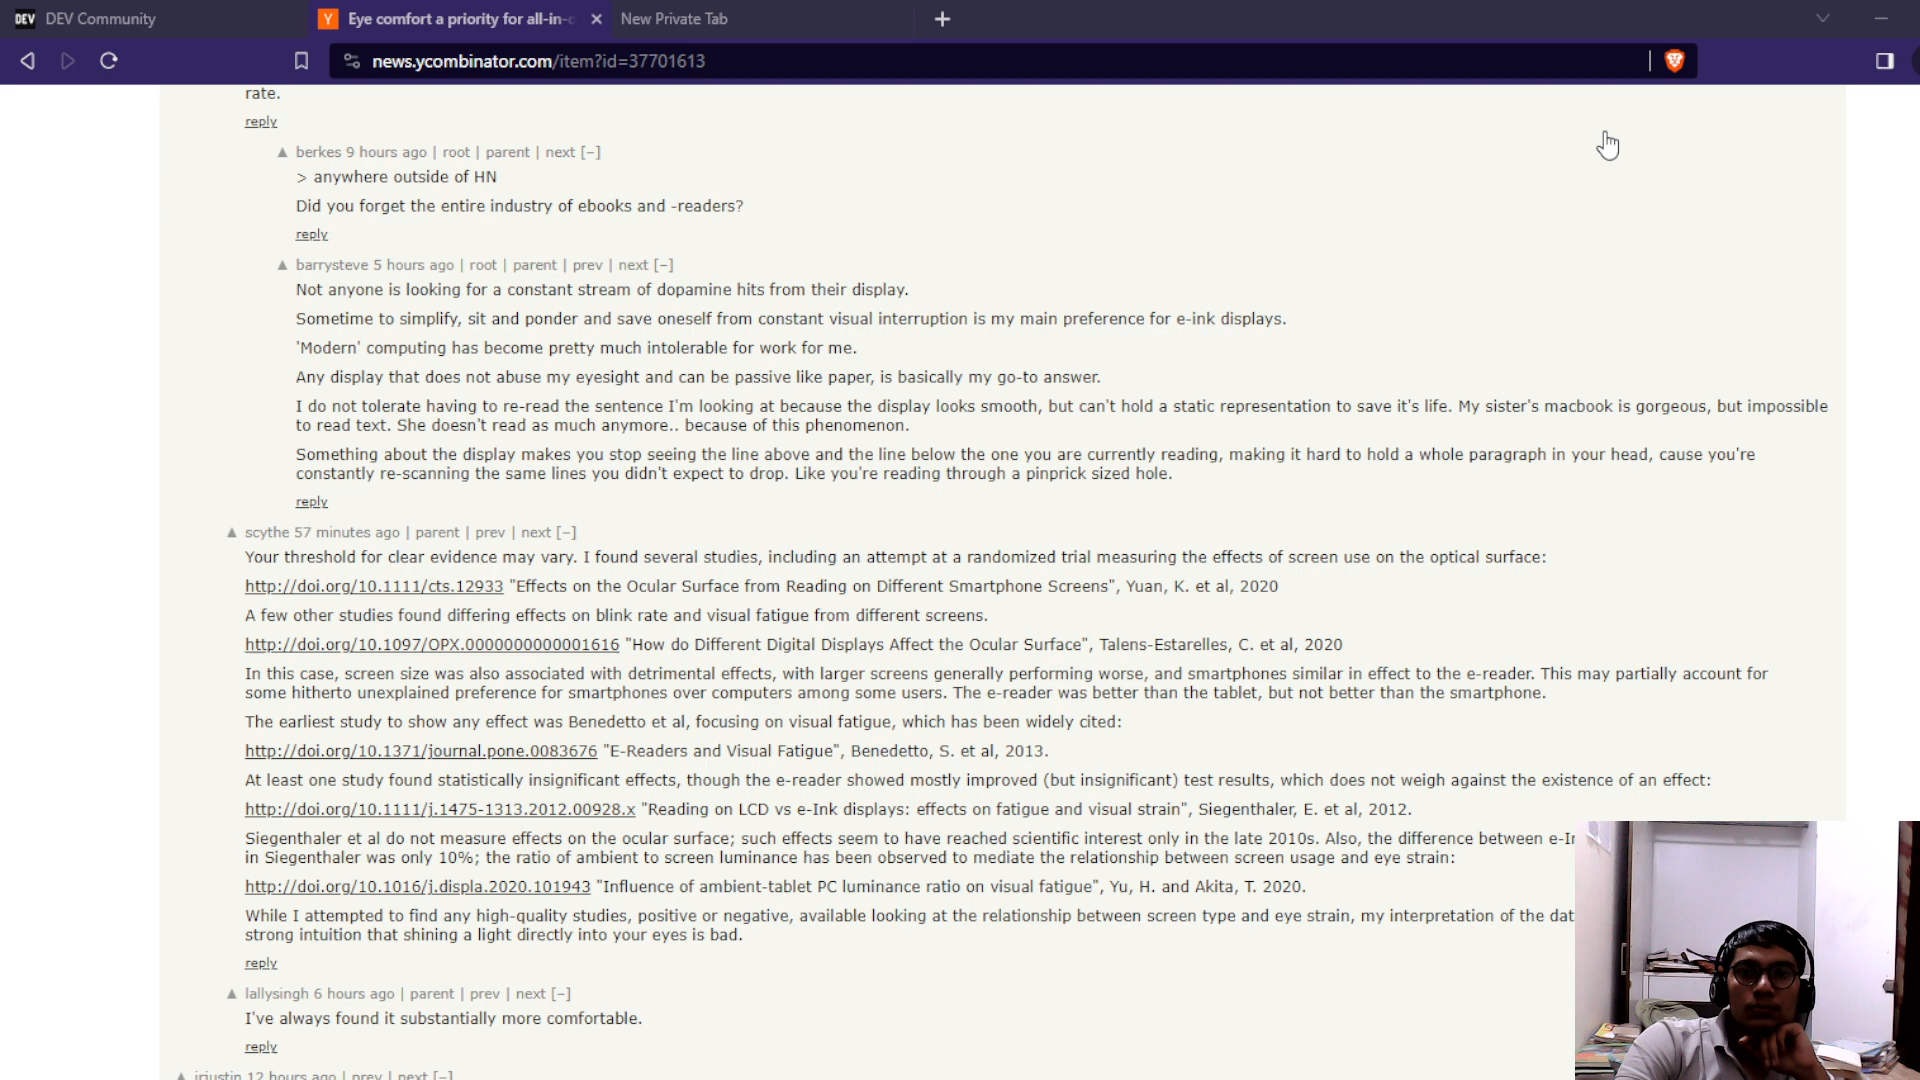 DEV DEV Community
Y Eye comfort a priority for all-in-
New Private Tab
news.ycombinator.com/item?id=37701613
rate.
reply
▲ berkes 9 hours ago | root | parent | next [–]
> anywhere outside of HN
Did you forget the entire industry of ebooks and -readers?
reply
▲ barrysteve 5 hours ago | root | parent | prev | next [–]
Not anyone is looking for a constant stream of dopamine hits from their display.
Sometime to simplify, sit and ponder and save oneself from constant visual interruption is my main preference for e-ink displays.
'Modern' computing has become pretty much intolerable for work for me.
Any display that does not abuse my eyesight and can be passive like paper, is basically my go-to answer.
I do not tolerate having to re-read the sentence I'm looking at because the display looks smooth, but can't hold a static representation to save it's life. My sister's macbook is gorgeous, but impossible
to read text. She doesn't read as much anymore.. because of this phenomenon.
Something about the display makes you stop seeing the line above and the line below the one you are currently reading, making it hard to hold a whole paragraph in your head, cause you're
constantly re-scanning the same lines you didn't expect to drop. Like you're reading through a pinprick sized hole.
reply
▲ scythe 57 minutes ago | parent | prev | next [–]
Your threshold for clear evidence may vary. I found several studies, including an attempt at a randomized trial measuring the effects of screen use on the optical surface:
http://doi.org/10.1111/cts.12933 "Effects on the Ocular Surface from Reading on Different Smartphone Screens", Yuan, K. et al, 2020
A few other studies found differing effects on blink rate and visual fatigue from different screens.
http://doi.org/10.1097/OPX.0000000000001616 "How do Different Digital Displays Affect the Ocular Surface", Talens-Estarelles, C. et al, 2020
In this case, screen size was also associated with detrimental effects, with larger screens generally performing worse, and smartphones similar in effect to the e-reader. This may partially account for
some hitherto unexplained preference for smartphones over computers among some users. The e-reader was better than the tablet, but not better than the smartphone.
The earliest study to show any effect was Benedetto et al, focusing on visual fatigue, which has been widely cited:
http://doi.org/10.1371/journal.pone.0083676 "E-Readers and Visual Fatigue", Benedetto, S. et al, 2013.
At least one study found statistically insignificant effects, though the e-reader showed mostly improved (but insignificant) test results, which does not weigh against the existence of an effect:
http://doi.org/10.1111/j.1475-1313.2012.00928.x "Reading on LCD vs e-Ink displays: effects on fatigue and visual strain", Siegenthaler, E. et al, 2012.
Siegenthaler et al do not measure effects on the ocular surface; such effects seem to have reached scientific interest only in the late 2010s. Also, the difference between
in Siegenthaler was only 10%; the ratio of ambient to screen luminance has been observed to mediate the relationship between screen usage and eye strain:
http://doi.org/10.1016/j.displa.2020.101943 "Influence of ambient-tablet PC luminance ratio on visual fatigue", Yu, H. and Akita, T. 2020.
While I attempted to find any high-quality studies, positive or negative, available looking at the relationship between screen type and eye strain, my interpretation of the
strong intuition that shining a light directly into your eyes is bad.
reply
▲ lallysingh 6 hours ago | parent | prev | next [–]
I've always found it substantially more comfortable.
reply
▲ irjustin 12 hours ago | prev | next [–]